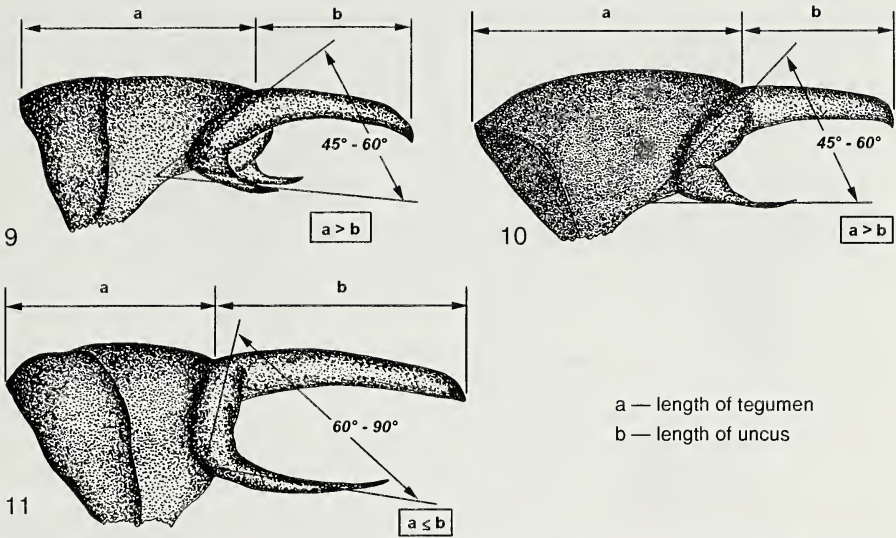 a b
45° - 60°
a > b
9
a b
45° - 60°
a > b
10
a b
60° - 90°
a ≤ b
11
a — length of tegumen
b — length of uncus